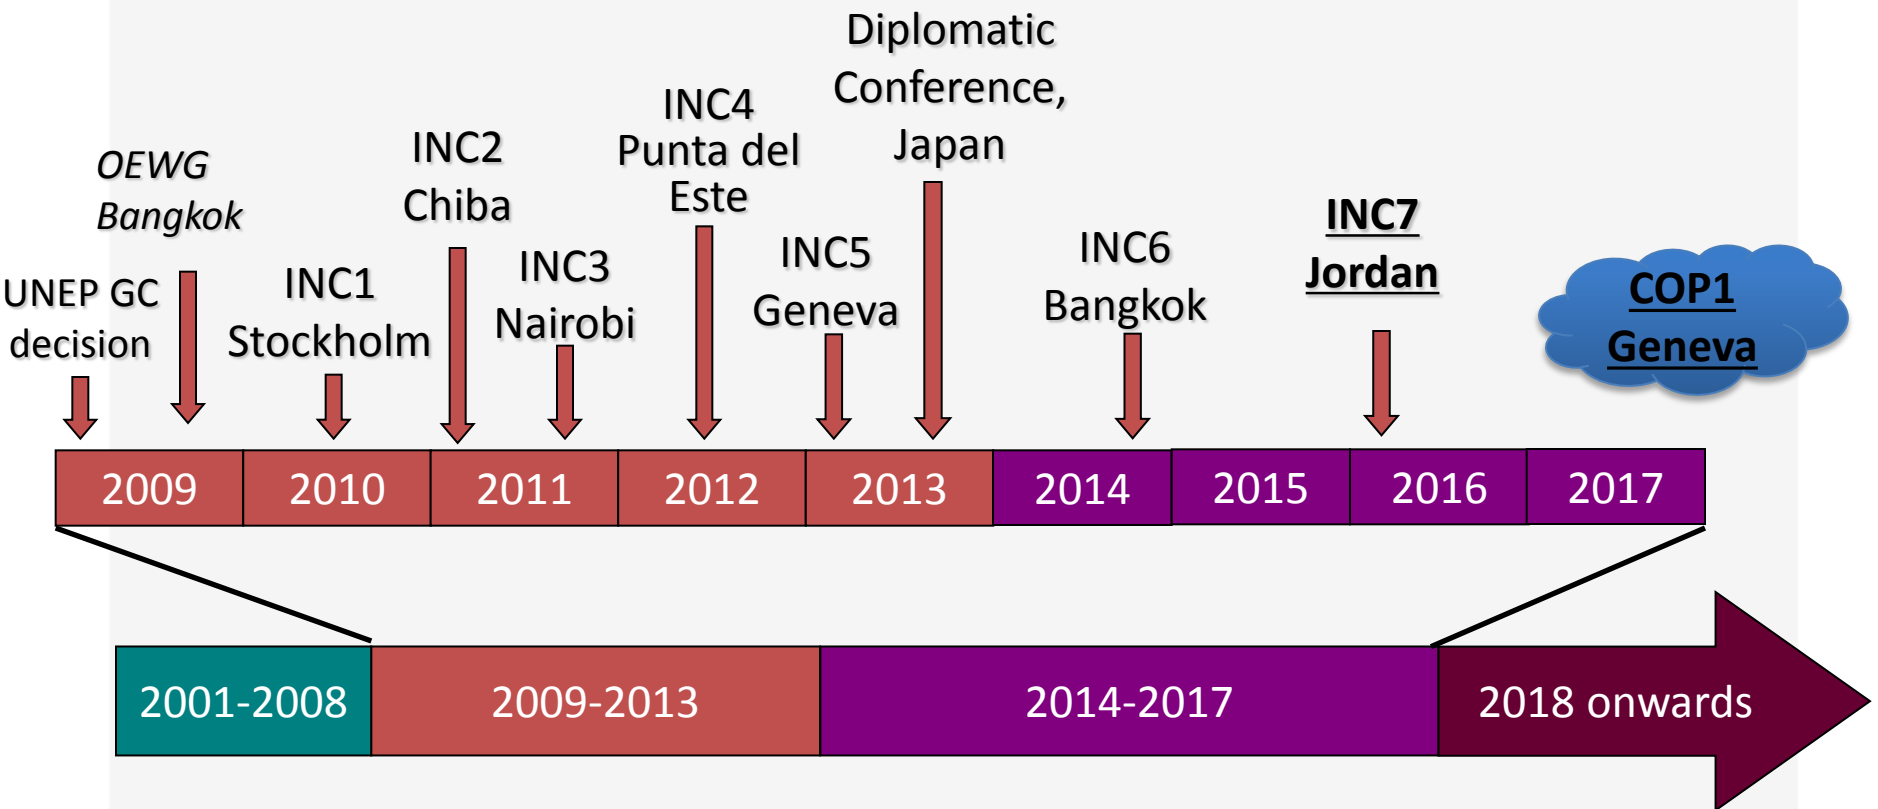 UNEP GC
decision
OEWG
Bangkok
INC1
Stockholm
INC2
Chiba
INC3
Nairobi
INC4
Punta del
Este
INC5
Geneva
Diplomatic
Conference,
Japan
INC6
Bangkok
INC7
Jordan
COP1
Geneva
2009
2010
2011
2012
2013
2014
2015
2016
2017
2001-2008
2009-2013
2014-2017
2018 onwards